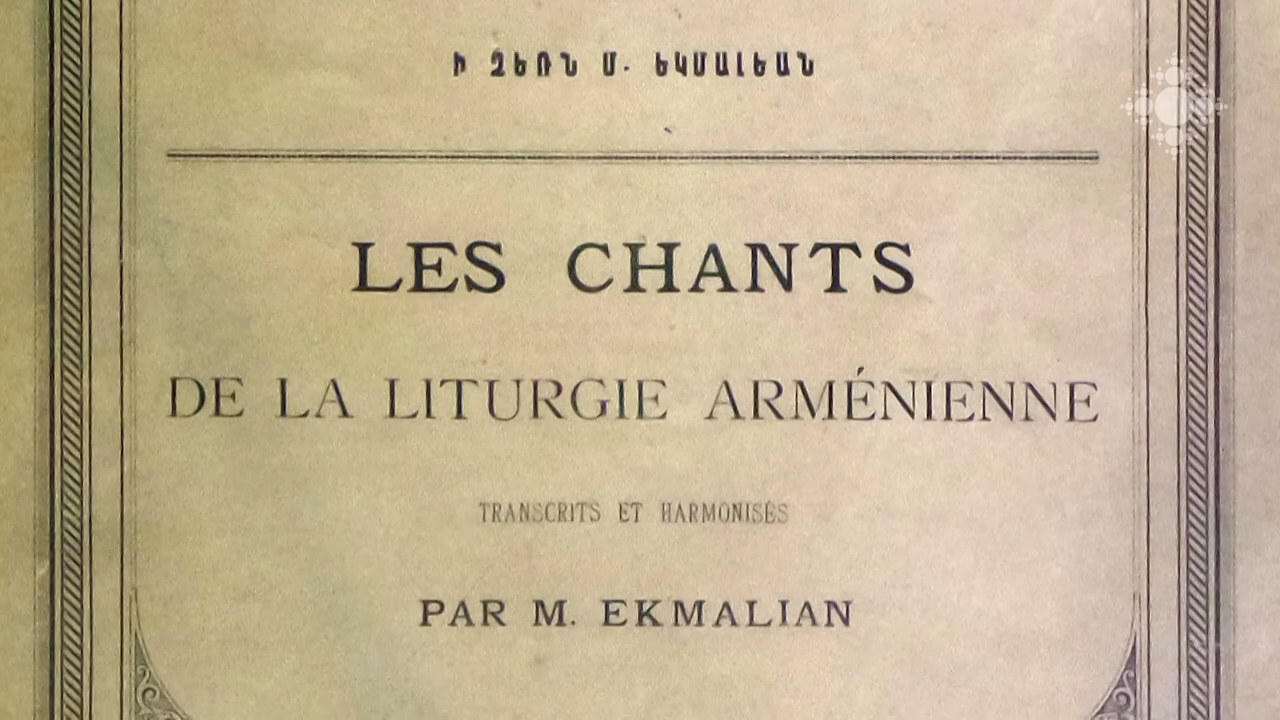 Ի ՁԵՌՆ Մ. ԵԿՄԱԼԵԱՆ
LES CHANTS
DE LA LITURGIE ARMÉNIENNE
TRANSCRITS ET HARMONISÉS
PAR M. EKMALIAN